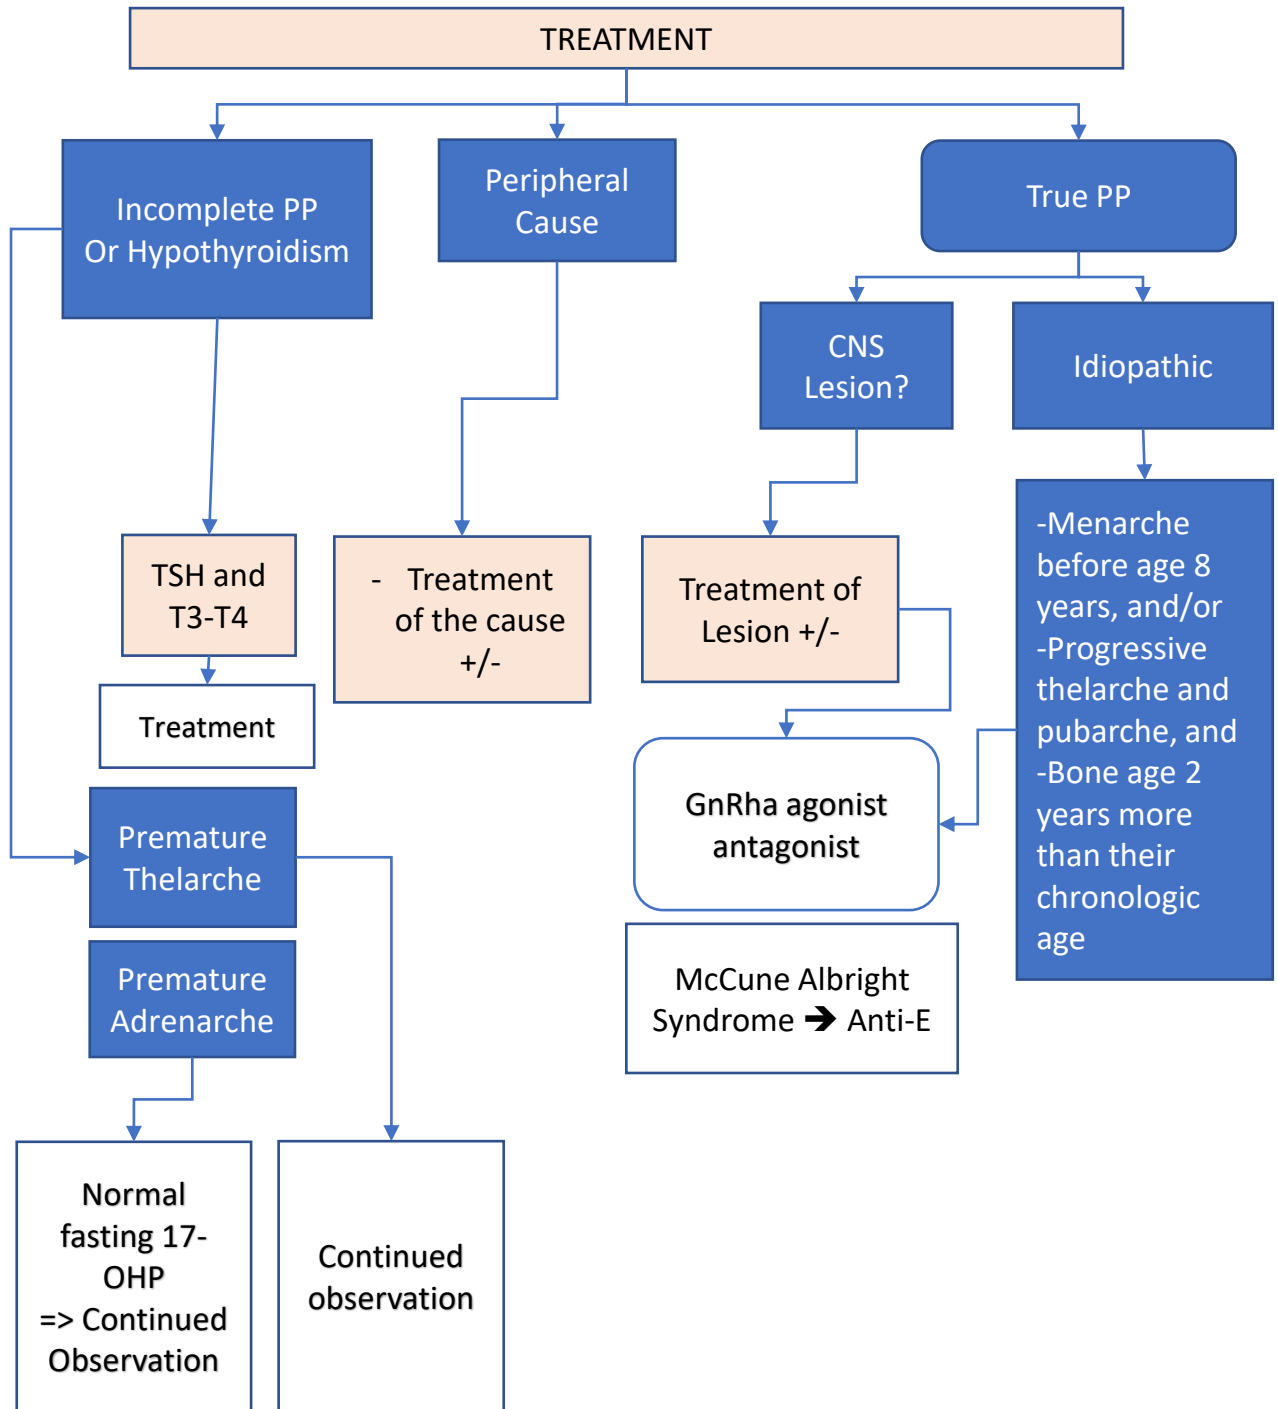 TREATMENT
Incomplete PP
Or Hypothyroidism
Peripheral
Cause
True PP
CNS
Lesion?
Idiopathic
TSH and
T3-T4
Treatment
- Treatment
of the cause
+/-
Treatment of
Lesion +/-
-Menarche
before age 8
years, and/or
-Progressive
thelarche and
pubarche, and
-Bone age 2
years more
than their
chronologic
age
GnRha agonist
antagonist
McCune Albright
Syndrome 🡺 Anti-E
Premature
Thelarche
Premature
Adrenarche
Normal
fasting 17-
OHP
=> Continued
Observation
Continued
observation